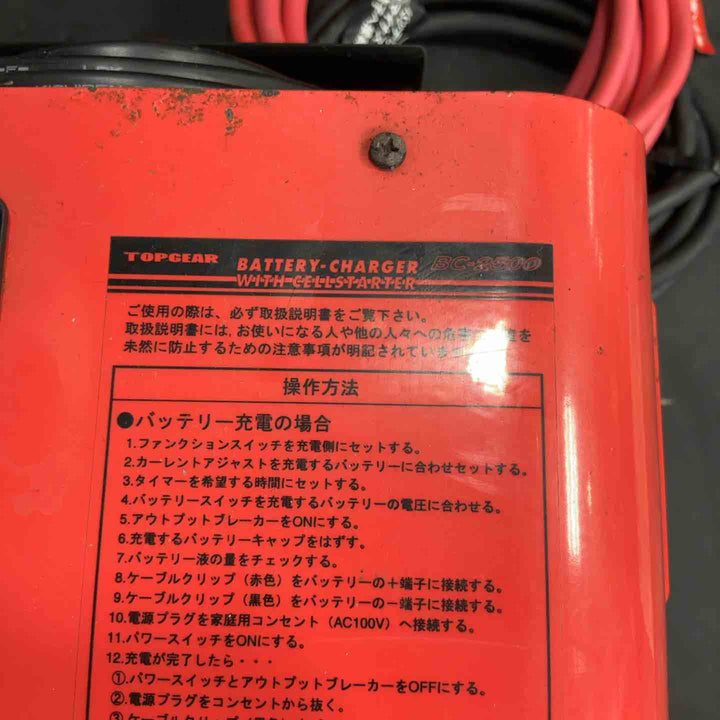 TOPGEAR BATTERY-CHARGER BC-2500
WITH-CELLSTARTER
ご使用の際は、必ず取扱説明書をご覧下さい。
取扱説明書には、お使いになる人や他の人々への危害
を
未然に防止するための注意事項が明記されています
操作方法
●バッテリー充電の場合
1.ファンクションスイッチを充電側にセットする。
2.カーレントアジャストを充電するバッテリーに合わせセットする。
3.タイマーを希望する時間にセットする。
4.バッテリースイッチを充電するバッテリーの電圧に合わせる。
5.アウトプットブレーカーをONにする。
6.充電するバッテリーキャップをはずす。
7.バッテリー液の量をチェックする。
8.ケーブルクリップ（赤色）をバッテリーの＋端子に接続する。
9.ケーブルクリップ（黒色）をバッテリーの－端子に接続する。
10.電源プラグを家庭用コンセント（AC100V）へ接続する。
11.パワースイッチをONにする。
12.充電が完了したら・・・
①.パワースイッチとアウトプットブレーカーをOFFにする。
②.電源プラグをコンセントから抜く。